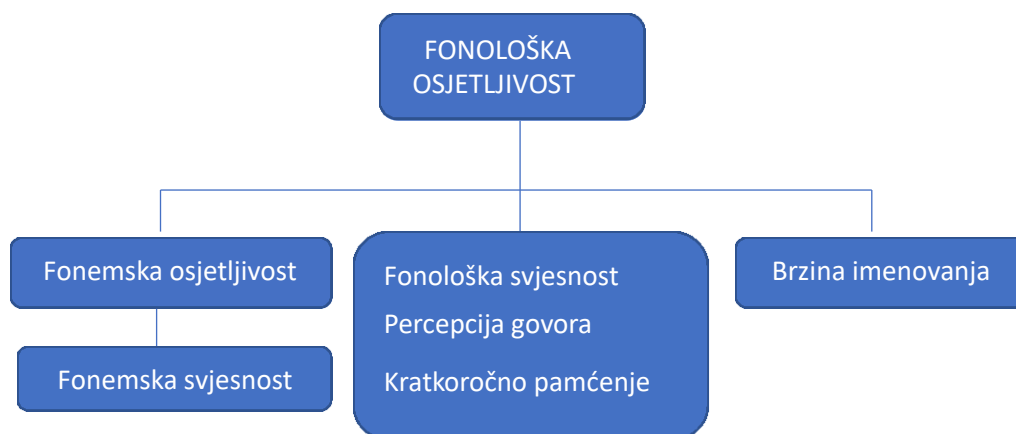 FONOLOŠKA
OSJETLJIVOST
Fonemska osjetljivost
Fonemska svjesnost
Fonološka svjesnost
Percepcija govora
Kratkoročno pamćenje
Brzina imenovanja